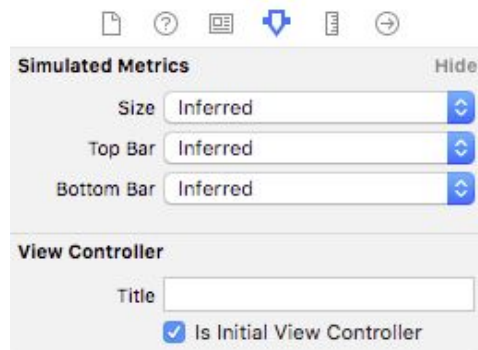 Simulated Metrics Hide
Size Inferred
Top Bar Inferred
Bottom Bar Inferred
View Controller
Title
Is Initial View Controller